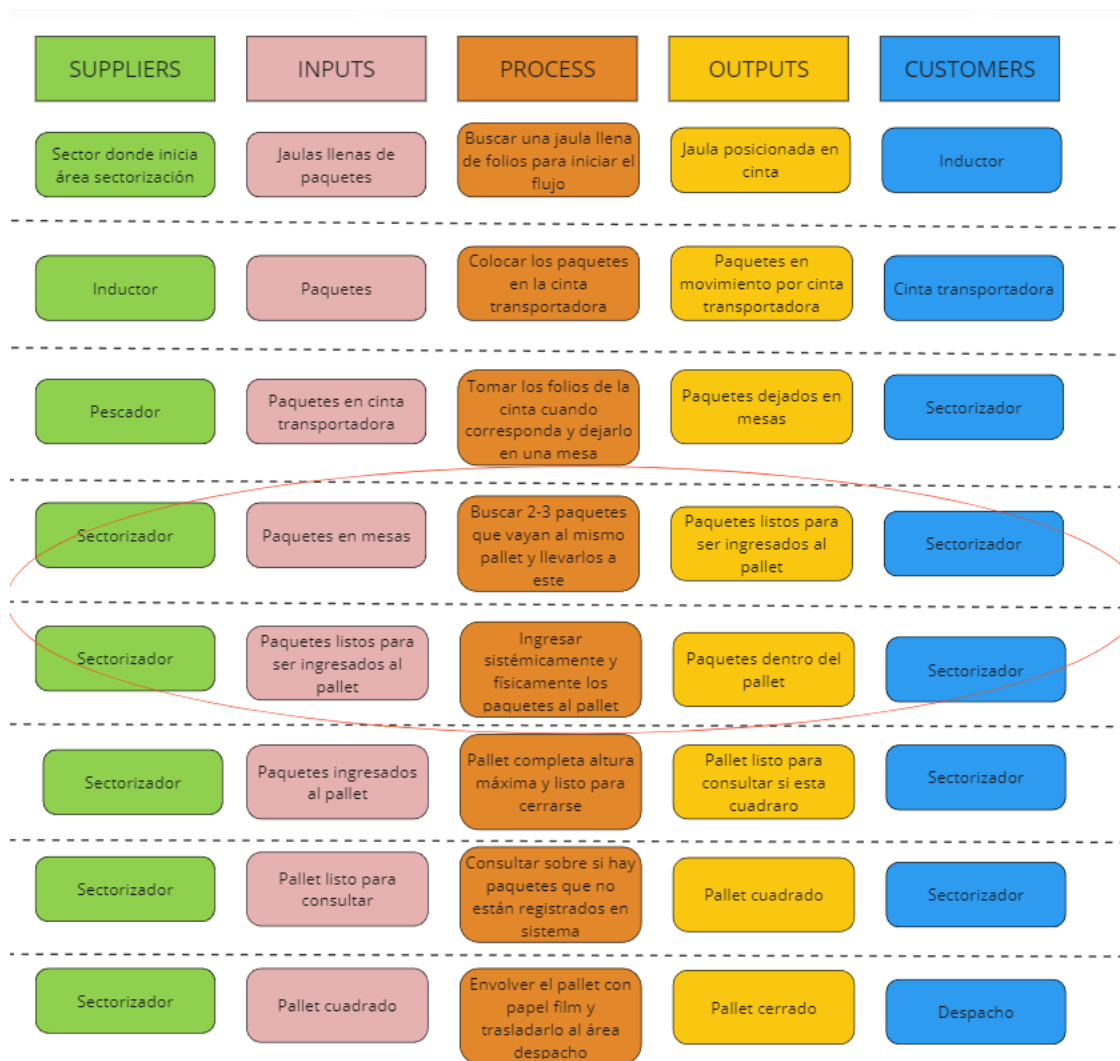 SUPPLIERS
INPUTS
PROCESS
OUTPUTS
CUSTOMERS
Sector donde inicia
área sectorización
Jaulas llenas de
paquetes
Buscar una jaula llena
de folios para iniciar el
flujo
Jaula posicionada en
cinta
Inductor
Inductor
Paquetes
Colocar los paquetes
en la cinta
transportadora
Paquetes en
movimiento por cinta
transportadora
Cinta transportadora
Pescador
Paquetes en cinta
transportadora
Tomar los folios de la
cinta cuando
corresponda y dejarlo
en una mesa
Paquetes dejados en
mesas
Sectorizador
Sectorizador
Paquetes en mesas
Buscar 2-3 paquetes
que vayan al mismo
pallet y llevarlos a
este
Paquetes listos para
ser ingresados al
pallet
Sectorizador
Sectorizador
Paquetes listos para
ser ingresados al
pallet
Ingresar
sistémicamente y
físicamente los
paquetes al pallet
Paquetes dentro del
pallet
Sectorizador
Sectorizador
Paquetes ingresados
al pallet
Pallet completa altura
máxima y listo para
cerrarse
Pallet listo para
consultar si esta
cuadraro
Sectorizador
Sectorizador
Pallet listo para
consultar
Consultar sobre si hay
paquetes que no
están registrados en
sistema
Pallet cuadrado
Sectorizador
Sectorizador
Pallet cuadrado
Envolver el pallet con
papel film y
trasladarlo al área
despacho
Pallet cerrado
Despacho